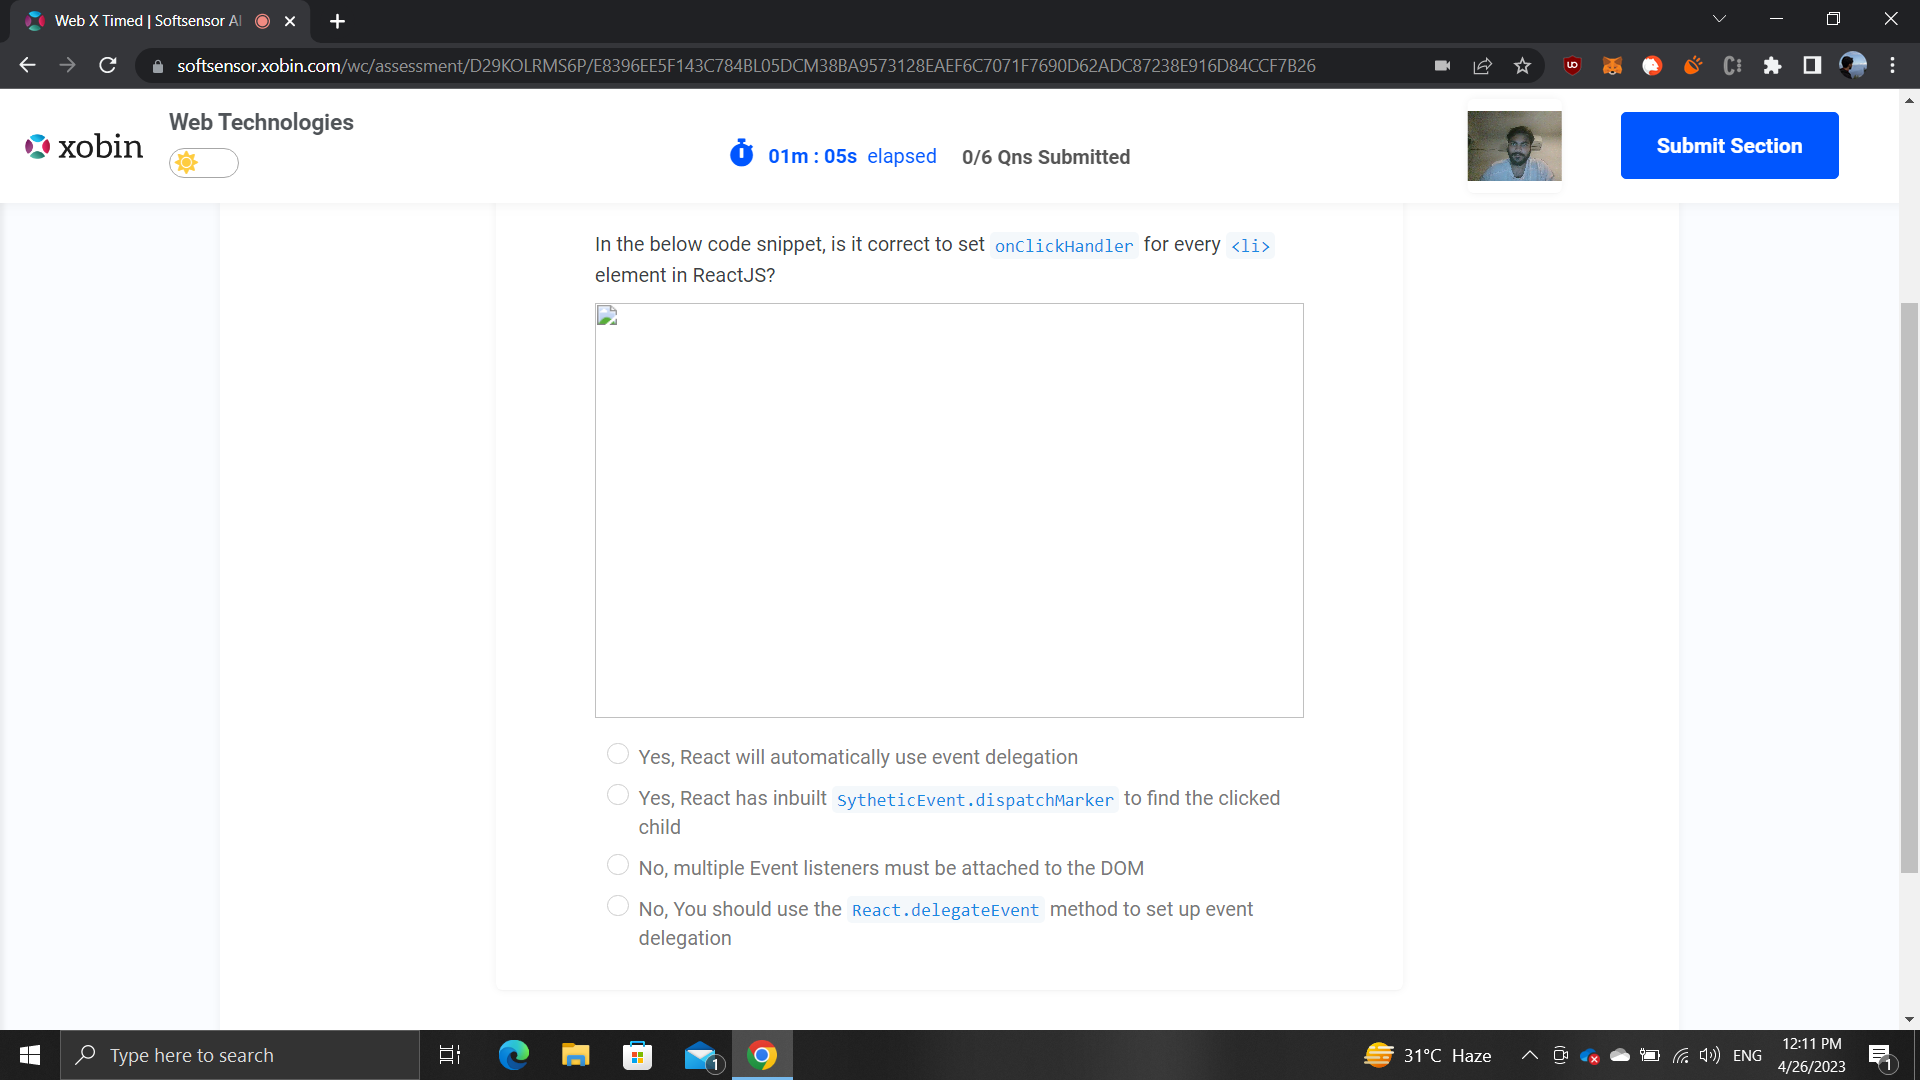 Web X Timed | Softsensor AI
softsensor.xobin.com/wc/assessment/D29KOLRMS6P/E8396EE5F143C784BL05DCM38BA9573128EAEF6C7071F7690D62ADC87238E916D84CCF7B26
xobin
Web Technologies
01m : 05s elapsed
0/6 Qns Submitted
Submit Section
In the below code snippet, is it correct to set onClickHandler for every <li>
element in ReactJS?
Yes, React will automatically use event delegation
Yes, React has inbuilt SytheticEvent.dispatchMarker to find the clicked
child
No, multiple Event listeners must be attached to the DOM
No, You should use the React.delegateEvent method to set up event
delegation
Type here to search
1
31°C Haze
ENG
12:11 PM
4/26/2023
1